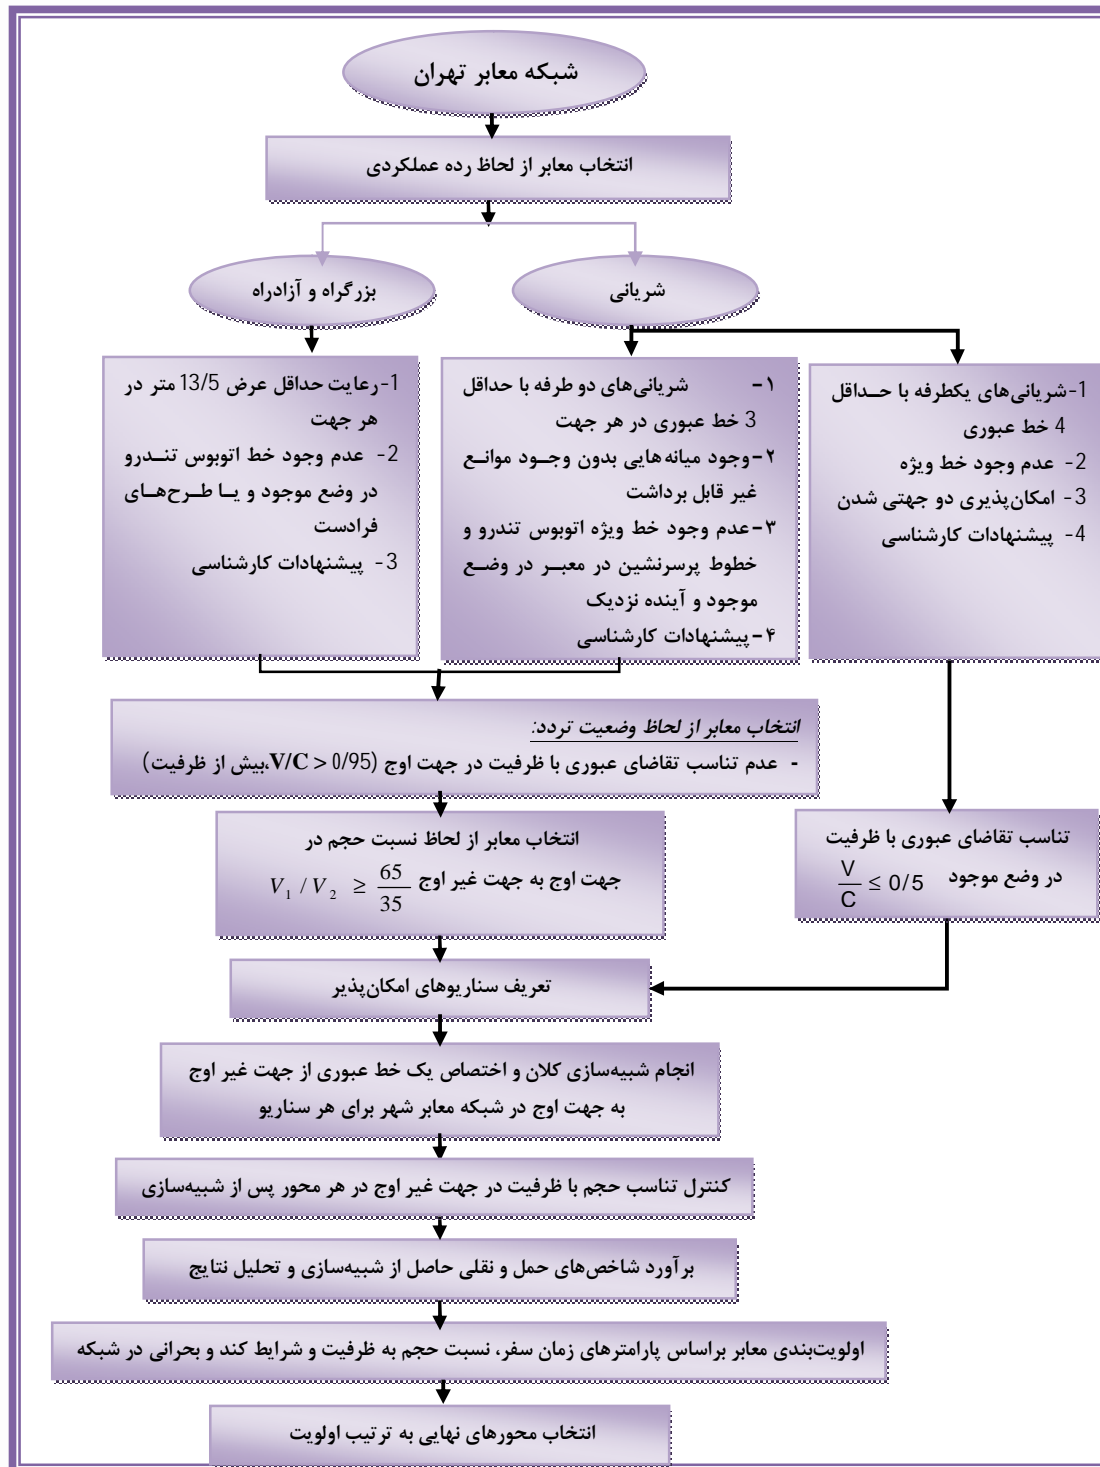 شبکه معابر تهران
انتخاب معابر از لحاظ رده عملکردی
شریانی
بزرگراه و آزادراه
1-شریانی‌های یکطرفه با حداقل
4 خط عبوری
2- عدم وجود خط ویژه
3- امکان‌پذیری دو جهتی شدن
4- پیشنهادات کارشناسی
۱- شریانی‌های دو طرفه با حداقل
3 خط عبوری در هر جهت
۲-وجود میانه‌هایی بدون وجود موانع
غیر قابل برداشت
۳-عدم وجود خط ویژه اتوبوس تندرو و
خطوط پرسرنشین در معبر در وضع
موجود و آینده نزدیک
۴-پیشنهادات کارشناسی
1-رعایت حداقل عرض 13/5 متر در
هر جهت
2- عدم وجود خط اتوبوس تندرو
در وضع موجود و یا طرح‌های
فرادست
3- پیشنهادات کارشناسی
انتخاب معابر از لحاظ وضعیت تردد:
- عدم تناسب تقاضای عبوری با ظرفیت در جهت اوج (V/C > 0/95،بیش از ظرفیت)
تناسب تقاضای عبوری با ظرفیت
در وضع موجود V/C ≤ 0/5
انتخاب معابر از لحاظ نسبت حجم در
جهت اوج به جهت غیر اوج V₁ / V₂ ≥ 65/35
تعریف سناریوهای امکان‌پذیر
انجام شبیه‌سازی کلان و اختصاص یک خط عبوری از جهت غیر اوج
به جهت اوج در شبکه معابر شهر برای هر سناریو
کنترل تناسب حجم با ظرفیت در جهت غیر اوج در هر محور پس از شبیه‌سازی
برآورد شاخص‌های حمل و نقلی حاصل از شبیه‌سازی و تحلیل نتایج
اولویت‌بندی معابر براساس پارامترهای زمان سفر، نسبت حجم به ظرفیت و شرایط کند و بحرانی در شبکه
انتخاب محورهای نهایی به ترتیب اولویت